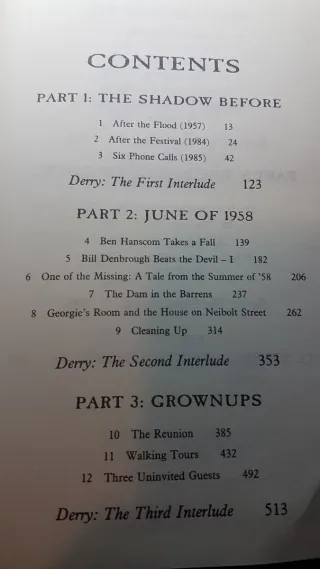 CONTENTS
PART 1: THE SHADOW BEFORE
1 After the Flood (1957) 13
2 After the Festival (1984) 24
3 Six Phone Calls (1985) 42
Derry: The First Interlude 123
PART 2: JUNE OF 1958
4 Ben Hanscom Takes a Fall 139
5 Bill Denbrough Beats the Devil – I 182
6 One of the Missing: A Tale from the Summer of '58 206
7 The Dam in the Barrens 237
8 Georgie's Room and the House on Neibolt Street 262
9 Cleaning Up 314
Derry: The Second Interlude 353
PART 3: GROWNUPS
10 The Reunion 385
11 Walking Tours 432
12 Three Uninvited Guests 492
Derry: The Third Interlude 513